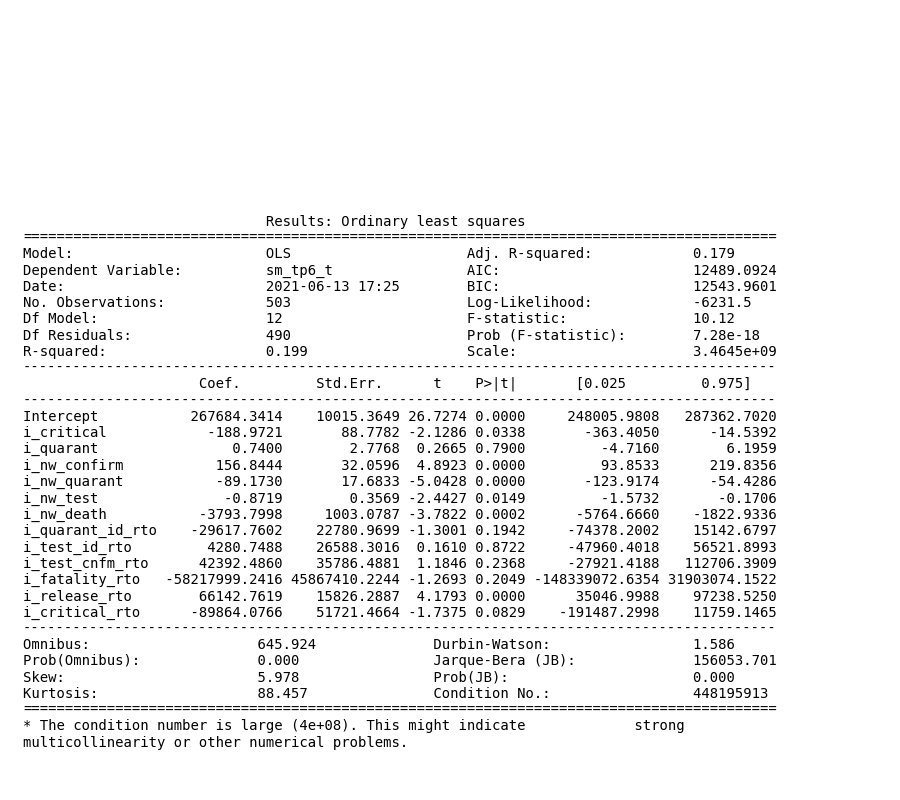 Results: Ordinary least squares
==========================================================================================
Model: OLS Adj. R-squared: 0.179
Dependent Variable: sm_tp6_t AIC: 12489.0924
Date: 2021-06-13 17:25 BIC: 12543.9601
No. Observations: 503 Log-Likelihood: -6231.5
Df Model: 12 F-statistic: 10.12
Df Residuals: 490 Prob (F-statistic): 7.28e-18
R-squared: 0.199 Scale: 3.4645e+09
------------------------------------------------------------------------------------------
Coef. Std.Err. t P>|t| [0.025 0.975]
------------------------------------------------------------------------------------------
Intercept 267684.3414 10015.3649 26.7274 0.0000 248005.9808 287362.7020
i_critical -188.9721 88.7782 -2.1286 0.0338 -363.4050 -14.5392
i_quarant 0.7400 2.7768 0.2665 0.7900 -4.7160 6.1959
i_nw_confirm 156.8444 32.0596 4.8923 0.0000 93.8533 219.8356
i_nw_quarant -89.1730 17.6833 -5.0428 0.0000 -123.9174 -54.4286
i_nw_test -0.8719 0.3569 -2.4427 0.0149 -1.5732 -0.1706
i_nw_death -3793.7998 1003.0787 -3.7822 0.0002 -5764.6660 -1822.9336
i_quarant_id_rto -29617.7602 22780.9699 -1.3001 0.1942 -74378.2002 15142.6797
i_test_id_rto 4280.7488 26588.3016 0.1610 0.8722 -47960.4018 56521.8993
i_test_cnfm_rto 42392.4860 35786.4881 1.1846 0.2368 -27921.4188 112706.3909
i_fatality_rto -58217999.2416 45867410.2244 -1.2693 0.2049 -148339072.6354 31903074.1522
i_release_rto 66142.7619 15826.2887 4.1793 0.0000 35046.9988 97238.5250
i_critical_rto -89864.0766 51721.4664 -1.7375 0.0829 -191487.2998 11759.1465
------------------------------------------------------------------------------------------
Omnibus: 645.924 Durbin-Watson: 1.586
Prob(Omnibus): 0.000 Jarque-Bera (JB): 156053.701
Skew: 5.978 Prob(JB): 0.000
Kurtosis: 88.457 Condition No.: 448195913
==========================================================================================
* The condition number is large (4e+08). This might indicate strong
multicollinearity or other numerical problems.